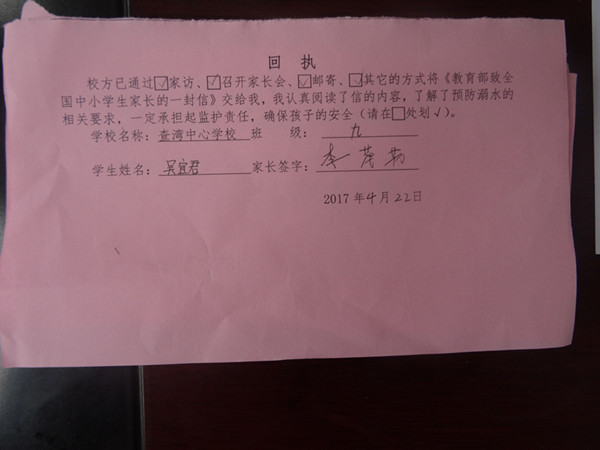 回 执
校方已通过☑家访、☑召开家长会、☑邮寄、☑其它的方式将《教育部致全
国中小学生家长的一封信》交给我，我认真阅读了信的内容，了解了预防溺水的
相关要求，一定承担起监护责任，确保孩子的安全（请在□处划√）。
学校名称：查湾中心学校 班 级：九
学生姓名：吴宜君 家长签字：李
2017年4月22日